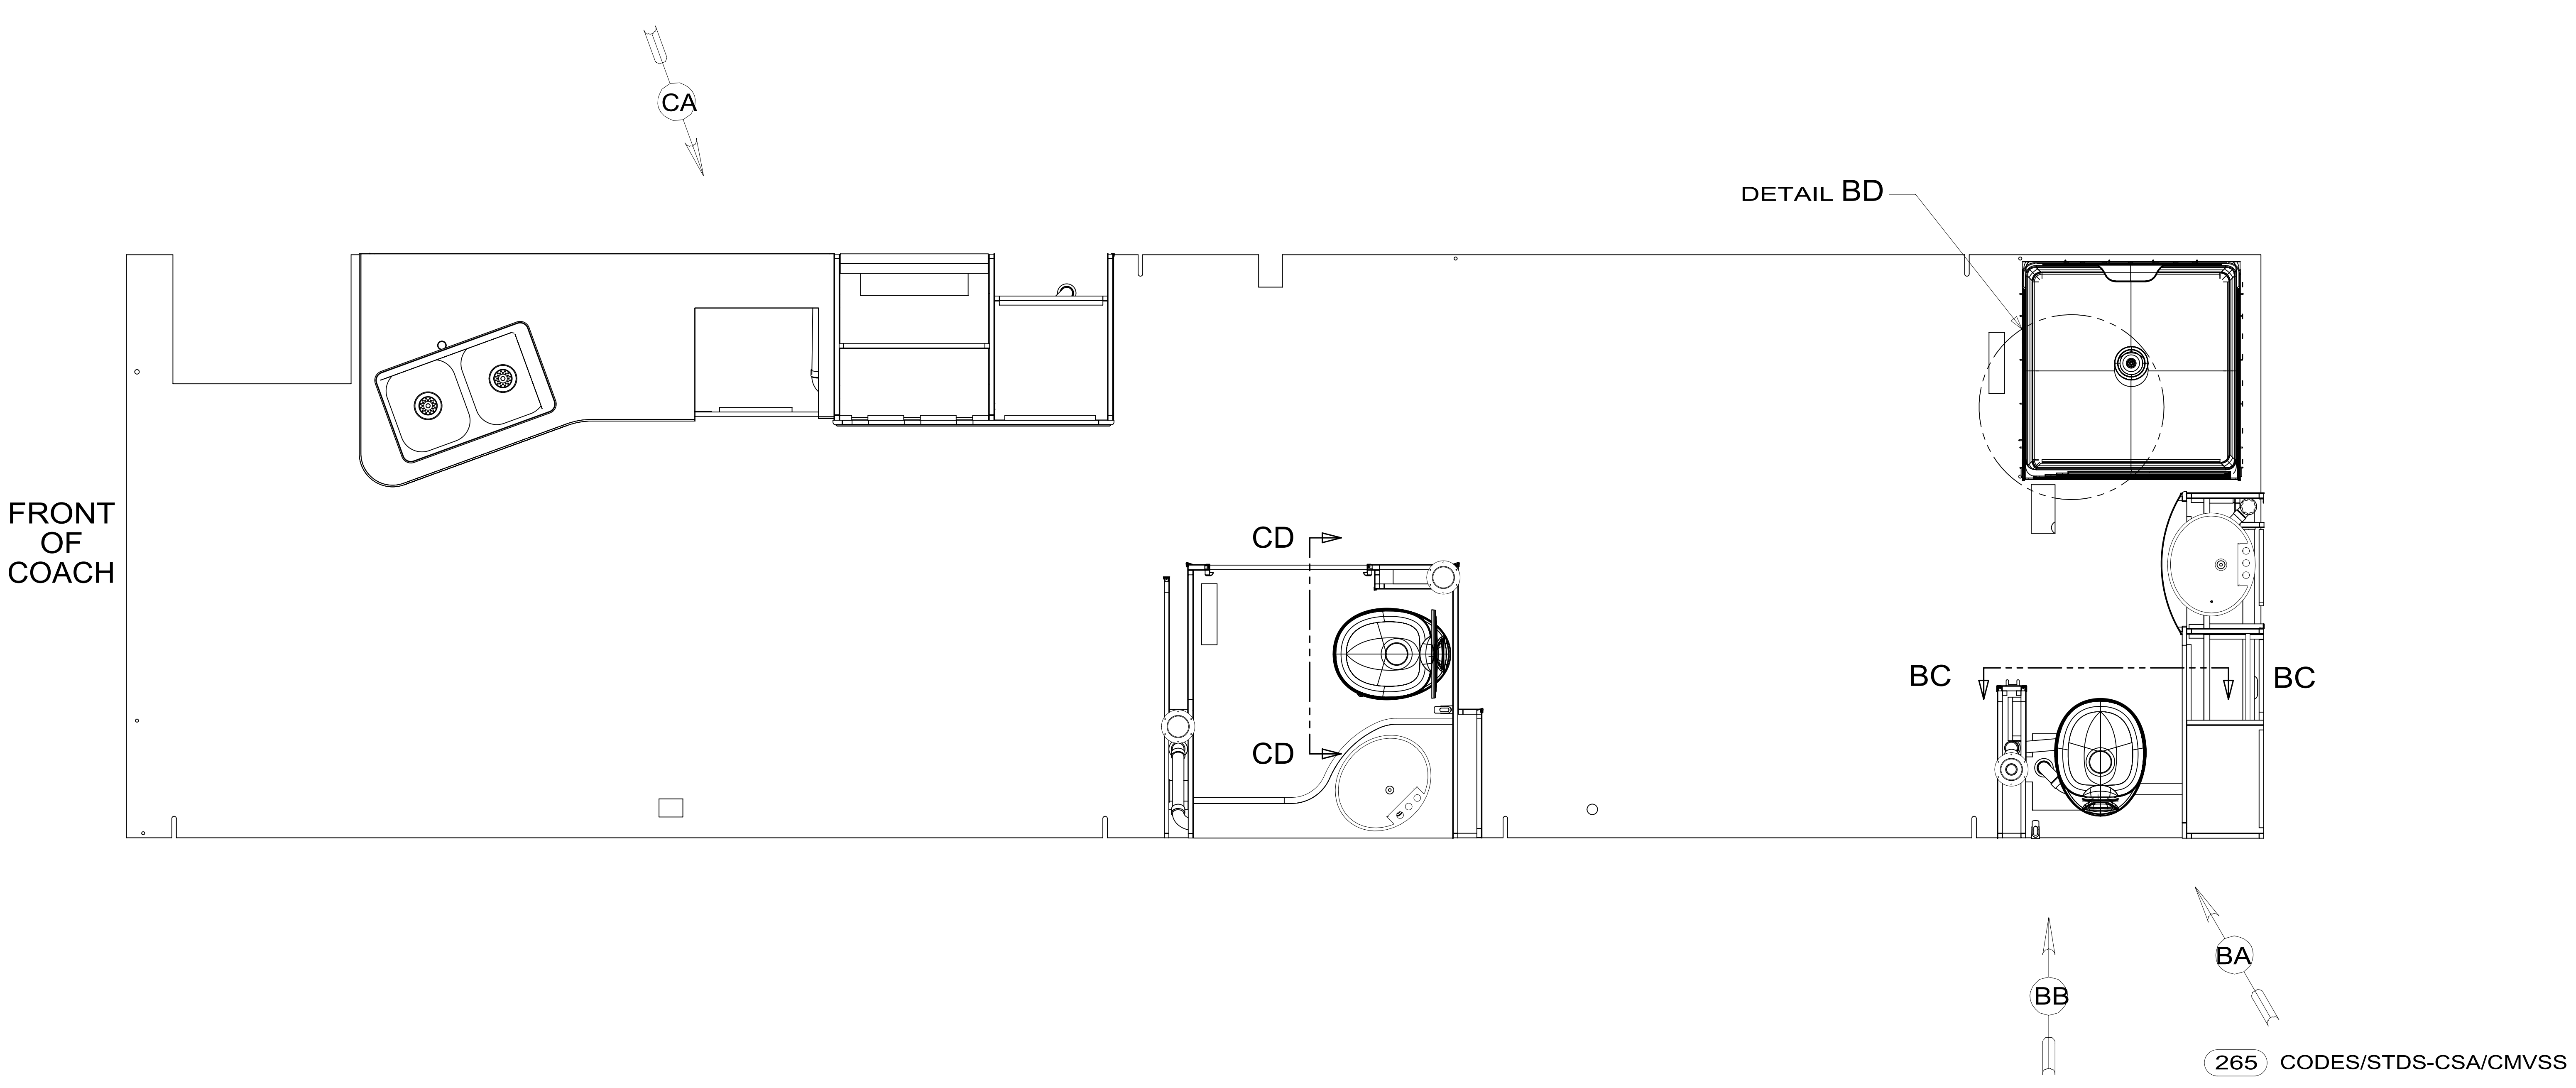 CA
DETAIL BD
FRONT
OF
COACH
CD
CD
BC
BC
BA
BB
265 CODES/STDS-CSA/CMVSS